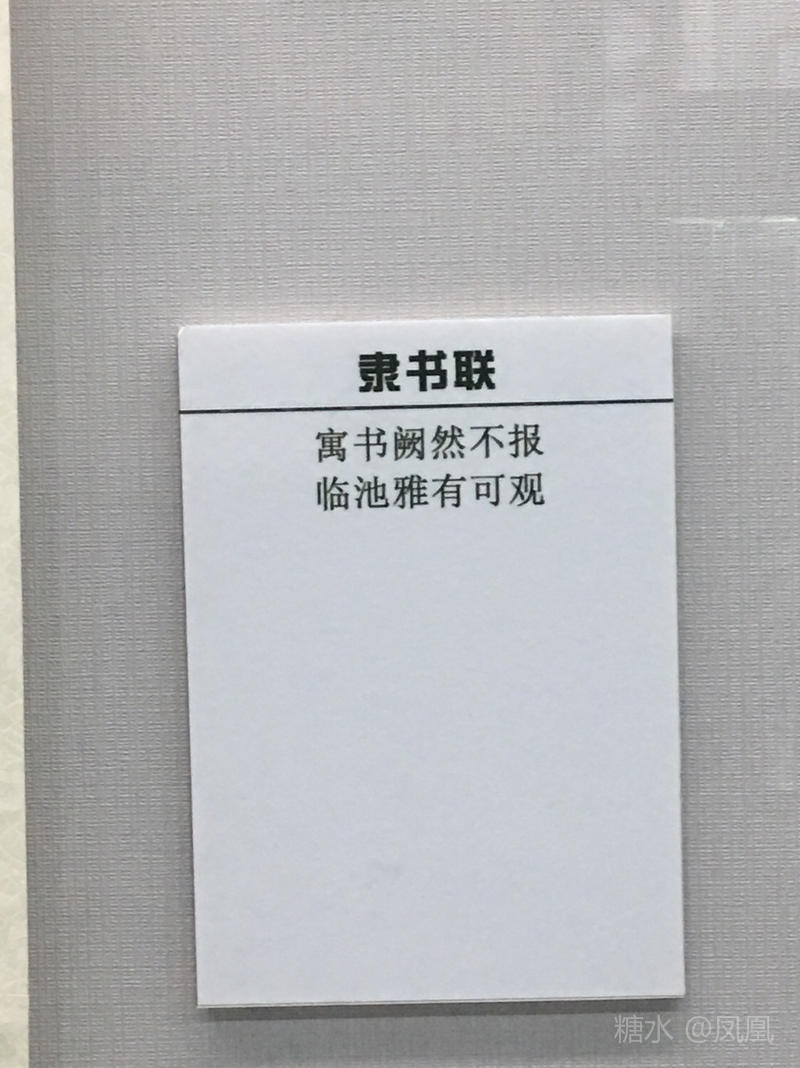 隶书联
寓书阙然不报
临池雅有可观
糖水 @凤凰